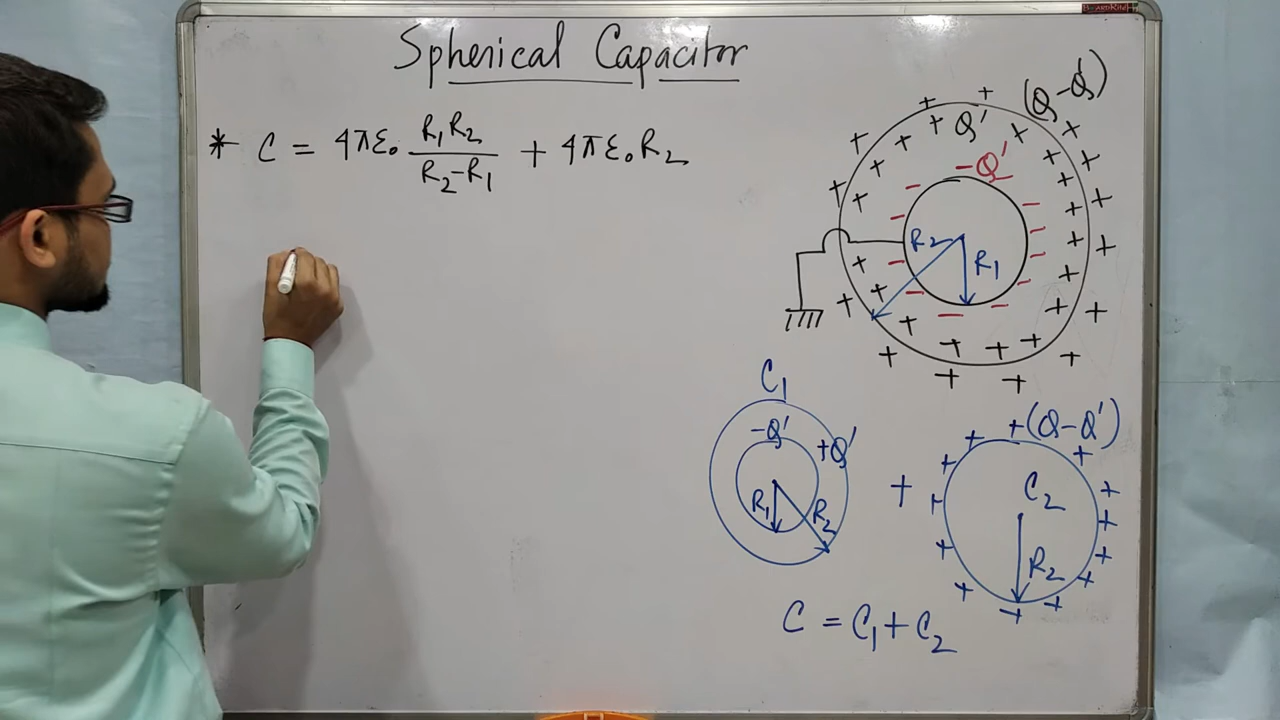 Spherical Capacitor
* C = 4πε₀ R₁R₂/(R₂-R₁) + 4πε₀R₂
(Q-Q')
Q'
-Q'
R₂
R₁
C₁
-Q'
+Q'
R₁
R₂
+
(Q-Q')
C₂
R₂
C = C₁ + C₂